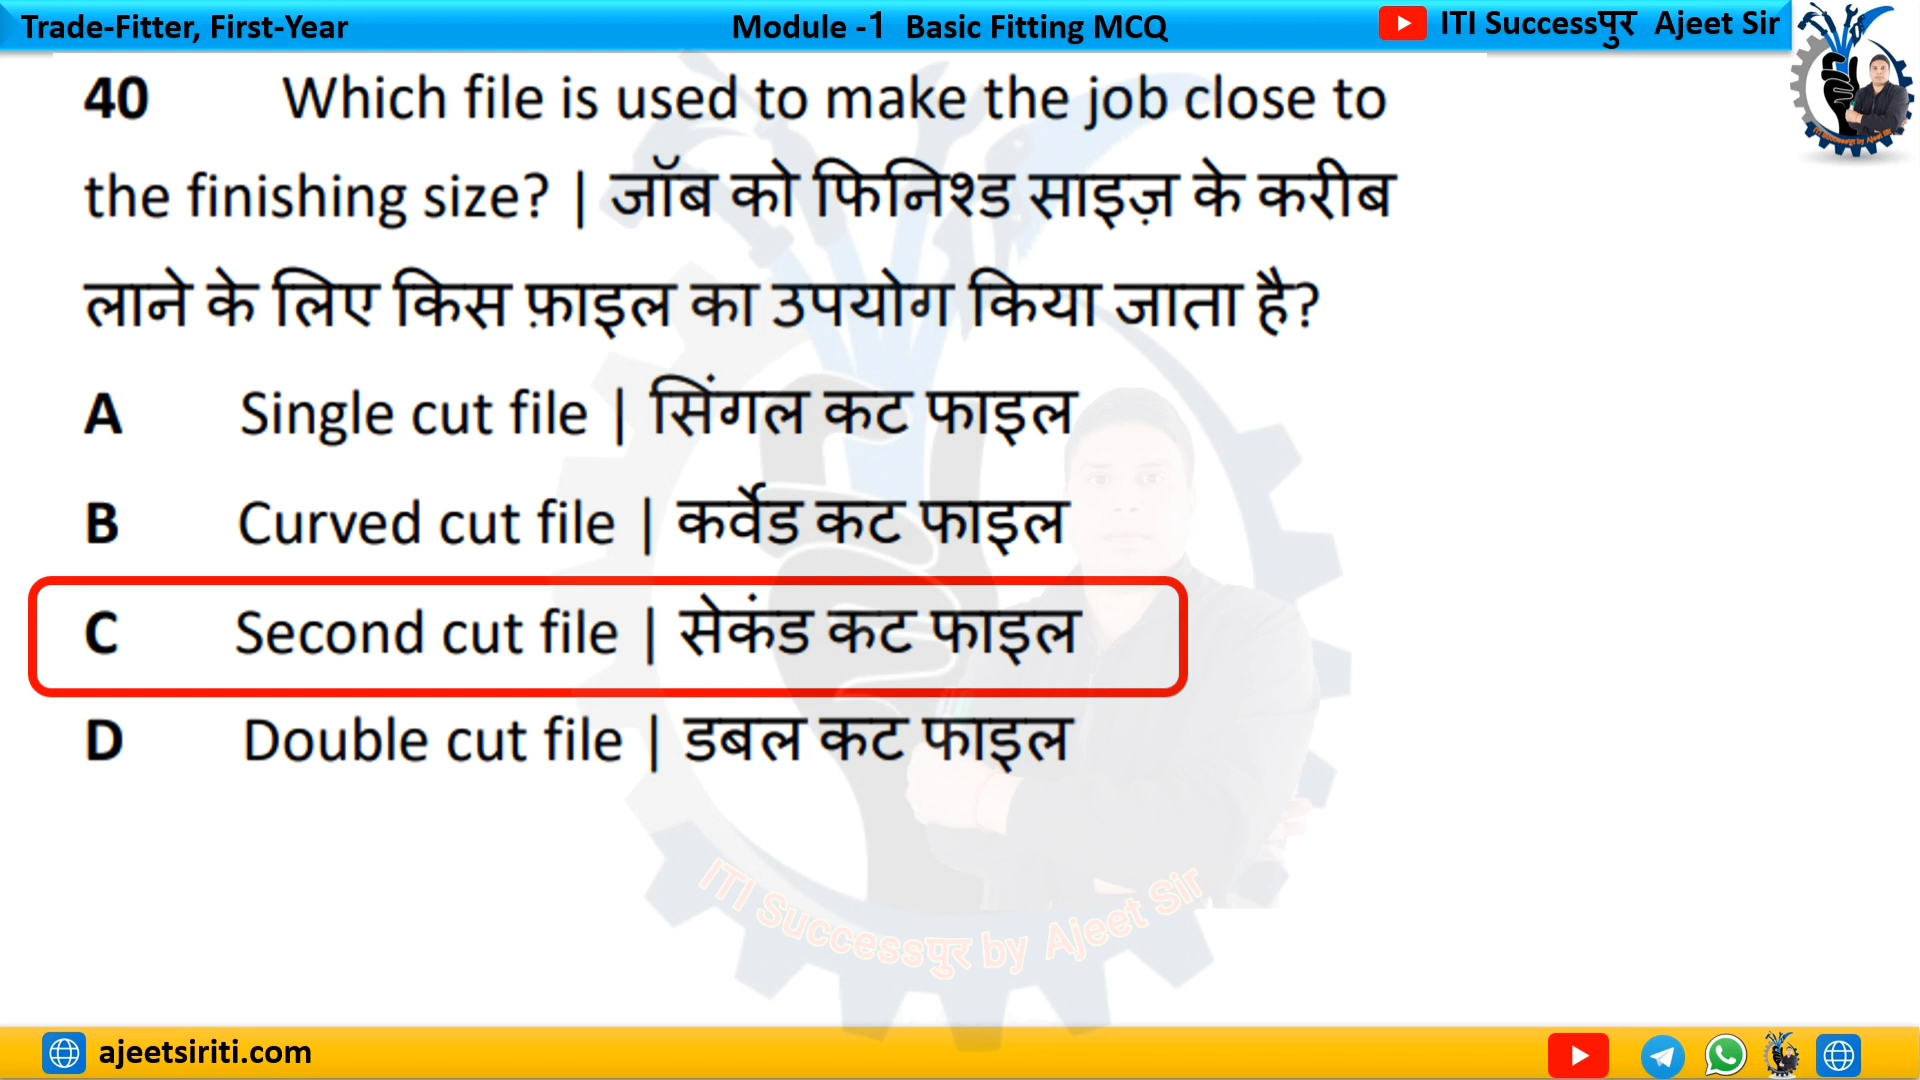 Trade-Fitter, First-Year
Module -1 Basic Fitting MCQ
ITI Successपुर Ajeet Sir
40 Which file is used to make the job close to
the finishing size? | जॉब को फिनिश्ड साइज़ के करीब
लाने के लिए किस फ़ाइल का उपयोग किया जाता है?
A Single cut file | सिंगल कट फाइल
B Curved cut file | कर्वेड कट फाइल
C Second cut file | सेकंड कट फाइल
D Double cut file | डबल कट फाइल
ITI Successपुर by Ajeet Sir
ajeetsiriti.com